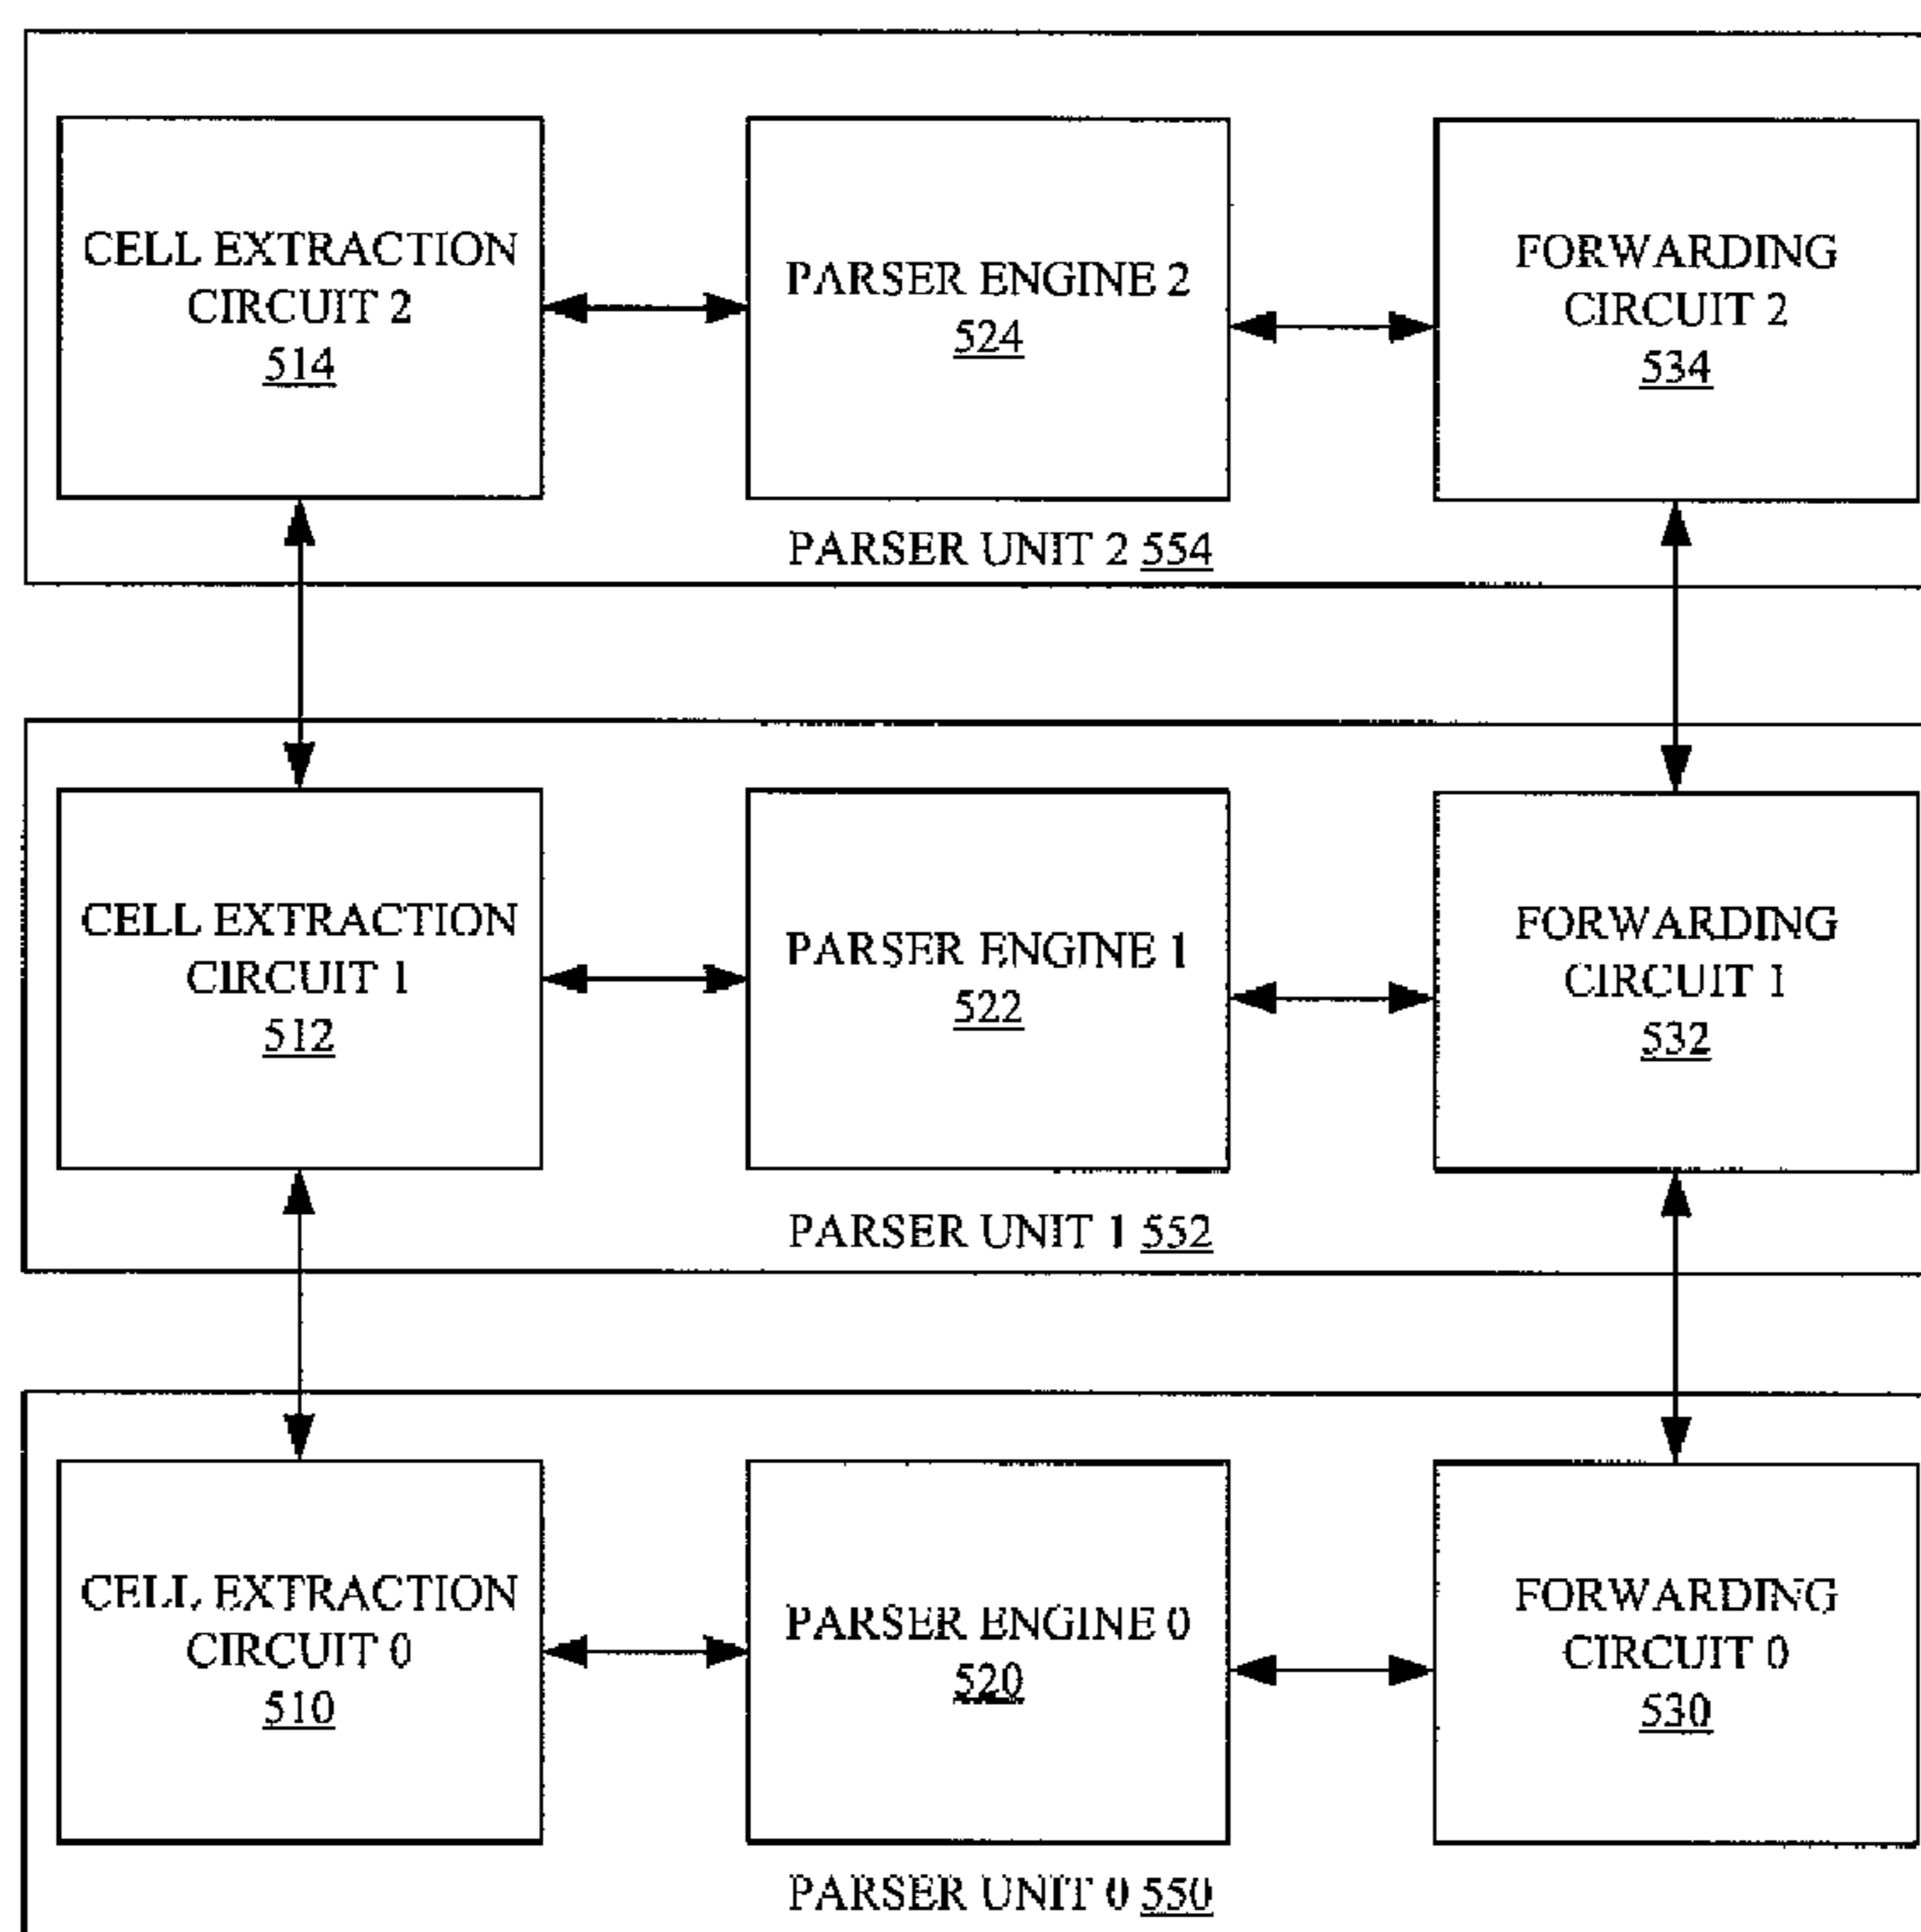 CELL EXTRACTION
CIRCUIT 2
514
PARSER ENGINE 2
524
FORWARDING
CIRCUIT 2
534
PARSER UNIT 2 554
CELL EXTRACTION
CIRCUIT 1
512
PARSER ENGINE 1
522
FORWARDING
CIRCUIT 1
532
PARSER UNIT 1 552
CELL EXTRACTION
CIRCUIT 0
510
PARSER ENGINE 0
520
FORWARDING
CIRCUIT 0
530
PARSER UNIT 0 550